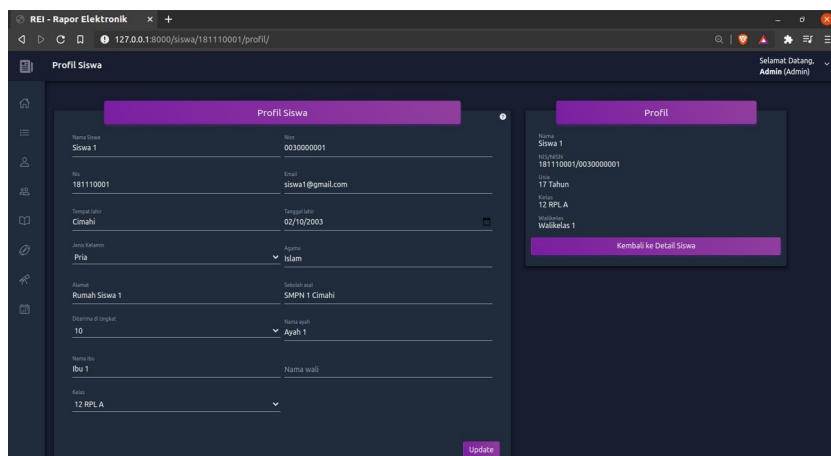 REI - Rapor Elektronik × +
127.0.0.1:8000/siswa/181110001/profil/
Profil Siswa
Selamat Datang,
Admin (Admin)
Profil Siswa
Nama Siswa
Siswa 1
Nisn
0030000001
Nis
181110001
Email
siswa1@gmail.com
Tempat lahir
Cimahi
Tanggal lahir
02/10/2003
Jenis Kelamin
Pria
Agama
Islam
Alamat
Rumah Siswa 1
Sekolah asal
SMPN 1 Cimahi
Diterima di tingkat
10
Nama ayah
Ayah 1
Nama ibu
Ibu 1
Nama wali
Kelas
12 RPL A
Update
Profil
Nama
Siswa 1
NIS/NISN
181110001/0030000001
Usia
17 Tahun
Kelas
12 RPL A
Walikelas
Walikelas 1
Kembali ke Detail Siswa